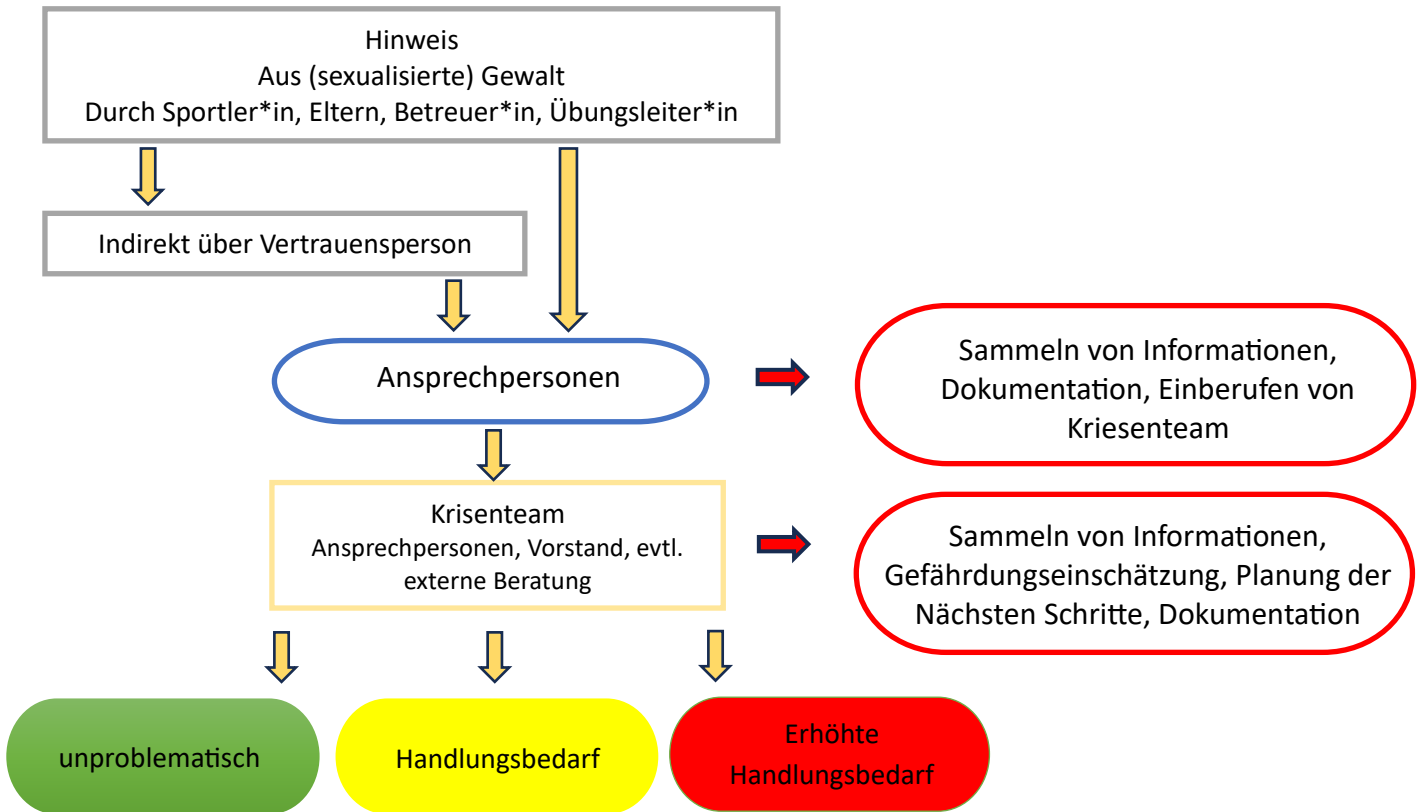 Hinweis
Aus (sexualisierte) Gewalt
Durch Sportler*in, Eltern, Betreuer*in, Übungsleiter*in
Indirekt über Vertrauensperson
Ansprechpersonen
Sammeln von Informationen,
Dokumentation, Einberufen von
Kriesenteam
Krisenteam
Ansprechpersonen, Vorstand, evtl.
externe Beratung
Sammeln von Informationen,
Gefährdungseinschätzung, Planung der
Nächsten Schritte, Dokumentation
unproblematisch
Handlungsbedarf
Erhöhte
Handlungsbedarf